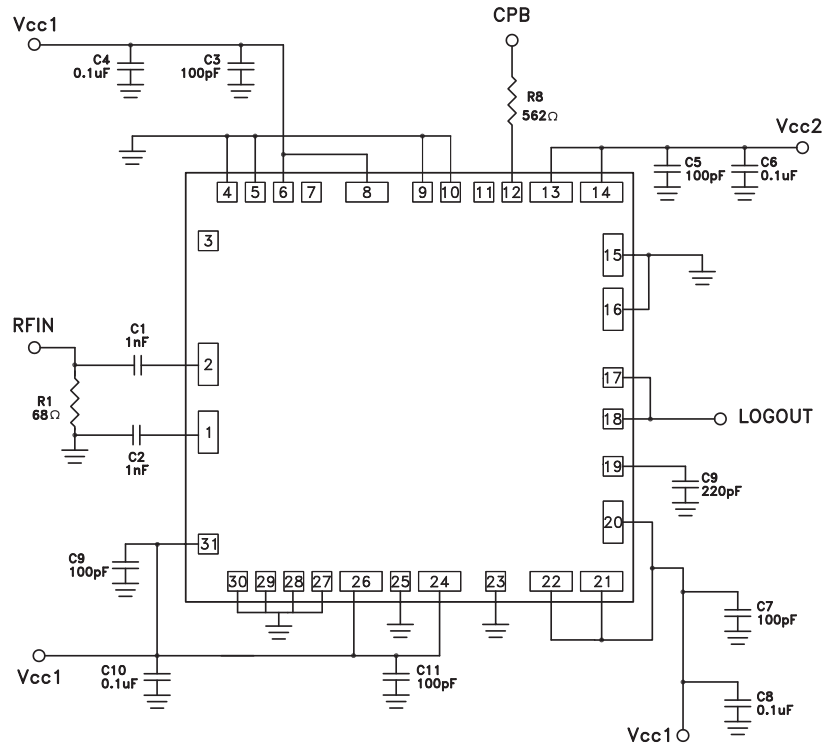 Vcc1
C4
0.1uF
C3
100pF
CPB
R8
562Ω
Vcc2
C5
100pF
C6
0.1uF
4 5 6 7 8 9 10 11 12 13 14
3
15
16
RFIN
C1
1nF
2
R1
68Ω
1
C2
1nF
17
18
LOGOUT
19
C9
220pF
20
31
C9
100pF
30 29 28 27 26 25 24 23 22 21
C7
100pF
Vcc1
C10
0.1uF
C11
100pF
C8
0.1uF
Vcc1